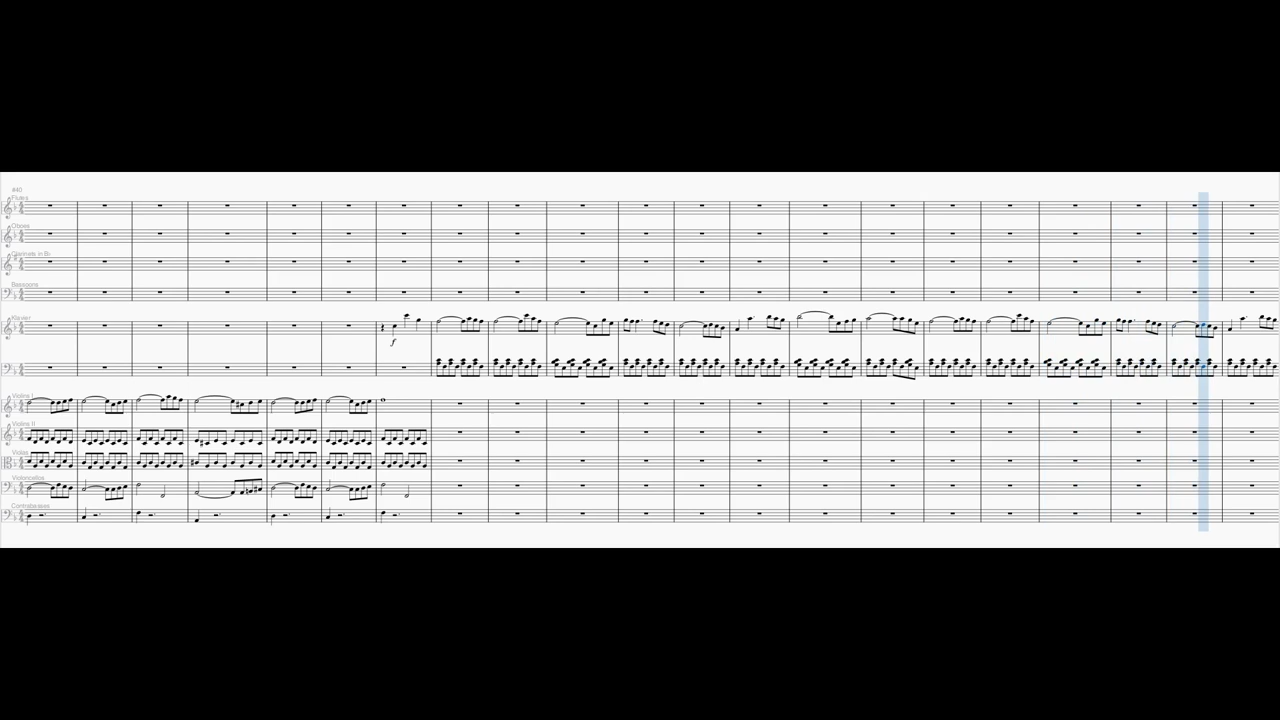 #40
Flutes
Oboes
Clarinets in B♭
Bassoons
Klavier
f
Violins I
Violins II
Violas
Violoncellos
Contrabasses